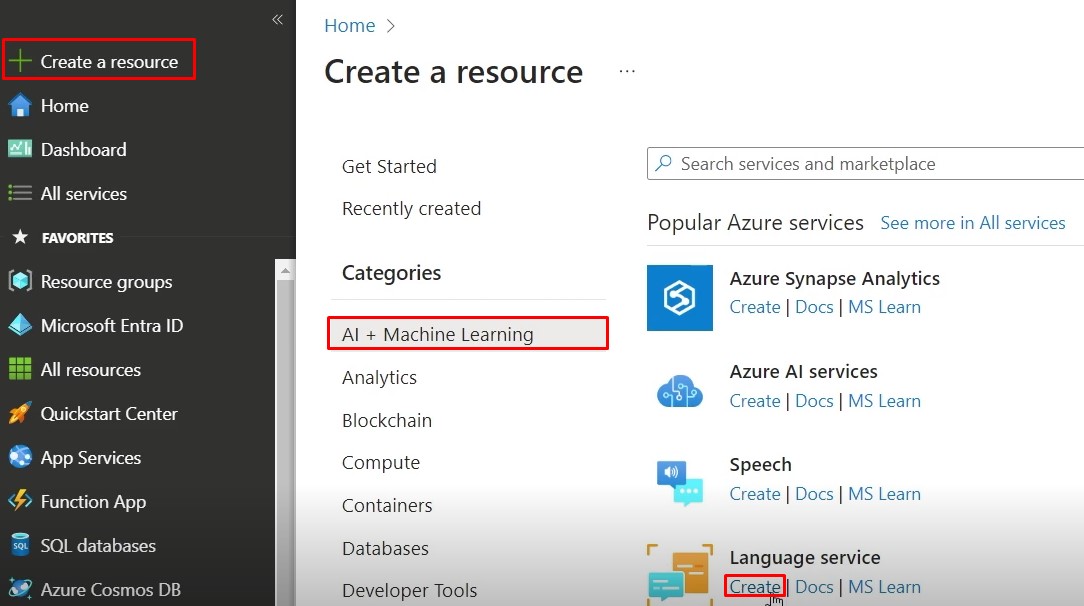 «
Create a resource
Home
Dashboard
All services
FAVORITES
Resource groups
Microsoft Entra ID
All resources
Quickstart Center
App Services
Function App
SQL
SQL databases
Azure Cosmos DB
Home >
Create a resource ...
Get Started
Recently created
Categories
AI + Machine Learning
Analytics
Blockchain
Compute
Containers
Databases
Developer Tools
Search services and marketplace
Popular Azure services See more in All services
Azure Synapse Analytics
Create | Docs | MS Learn
Azure AI services
Create | Docs | MS Learn
Speech
Create | Docs | MS Learn
Language service
Create | Docs | MS Learn